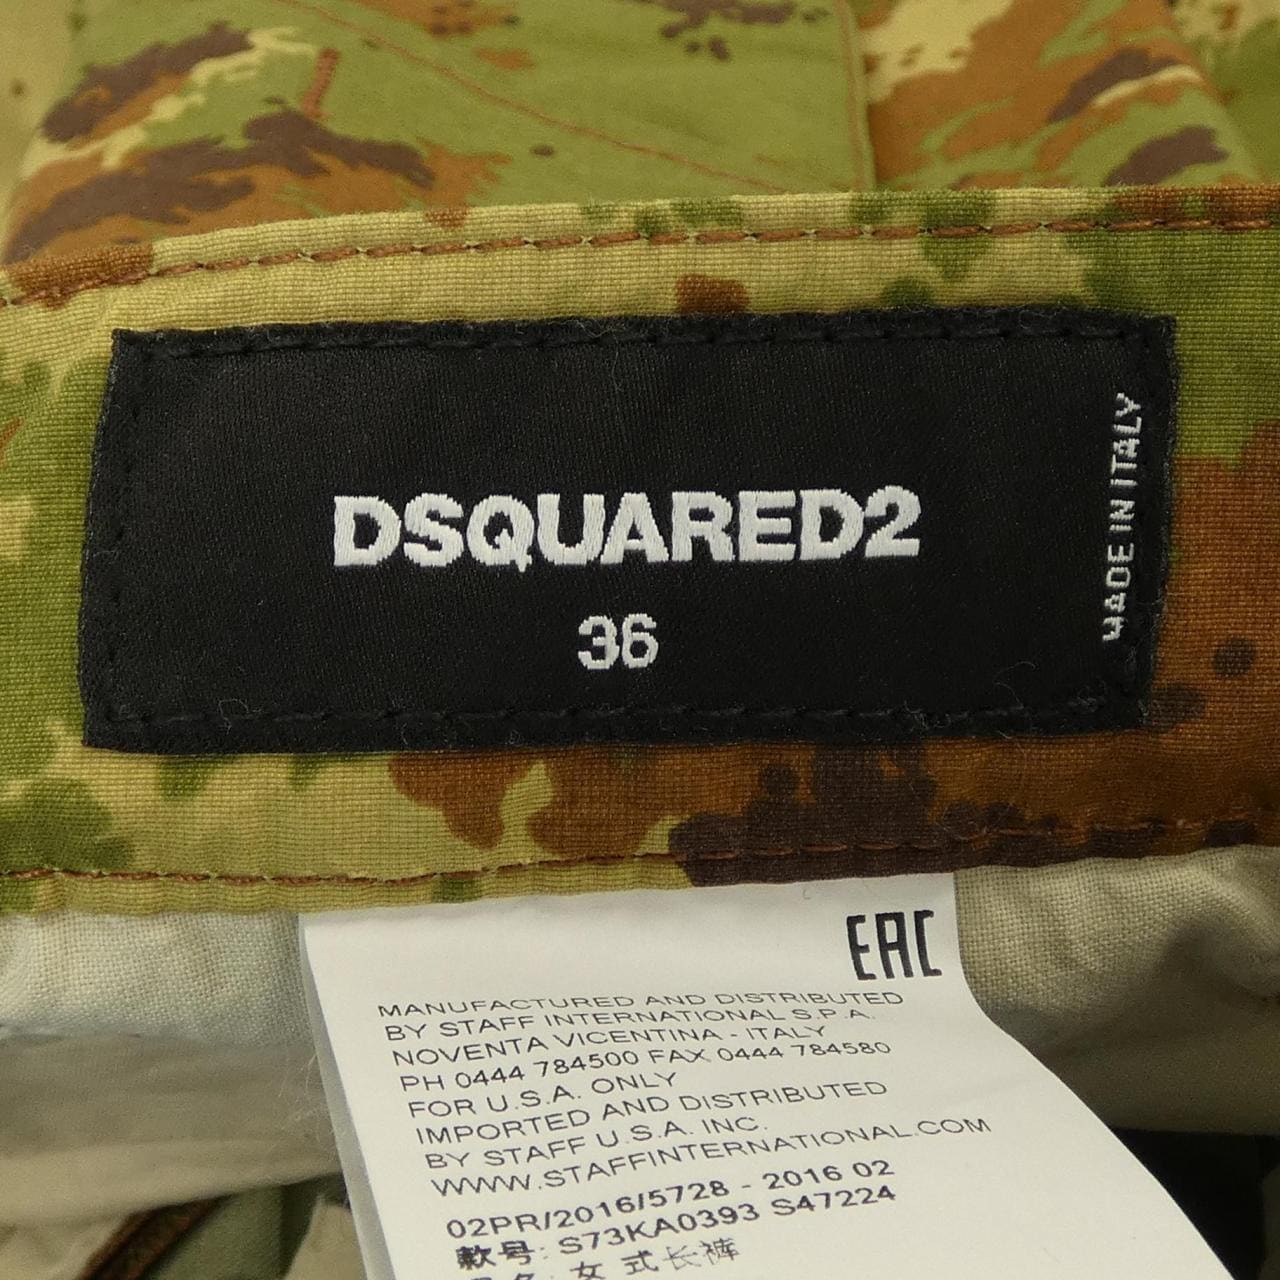 DSQUARED2
36
MADE IN ITALY
EAC
MANUFACTURED AND DISTRIBUTED
BY STAFF INTERNATIONAL S.P.A.
NOVENTA VICENTINA - ITALY
PH 0444 784500 FAX 0444 784580
FOR U.S.A. ONLY
IMPORTED AND DISTRIBUTED
BY STAFF U.S.A. INC.
WWW.STAFFINTERNATIONAL.COM
02PR/2016/5728 - 2016 02
款号: S73KA0393 S47224
品名: 女式长裤